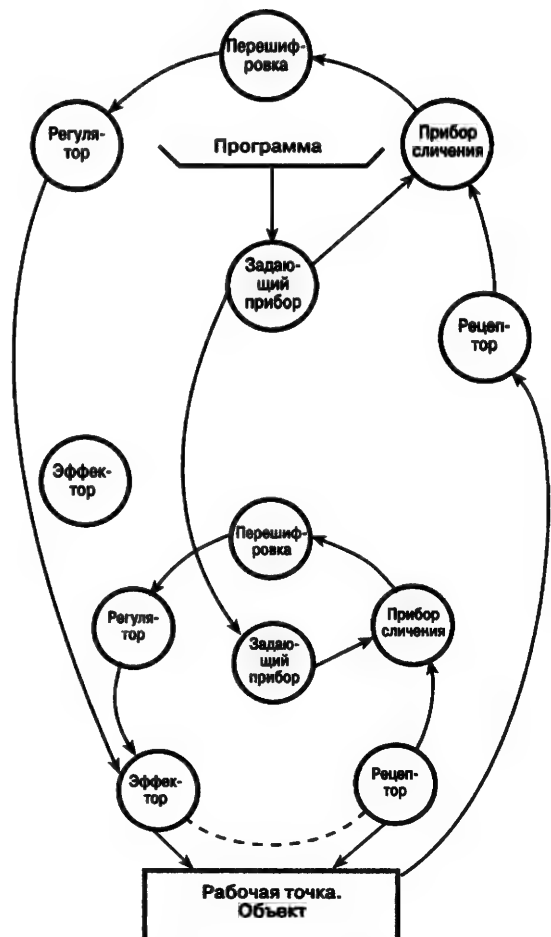 Перешиф-
ровка
Регуля-
тор
Программа
Прибор
сличения
Задаю-
щий
прибор
Рецеп-
тор
Эффек-
тор
Перешиф-
ровка
Регуля-
тор
Прибор
сличения
Задаю-
щий
прибор
Эффек-
тор
Рецеп-
тор
Рабочая точка.
Объект